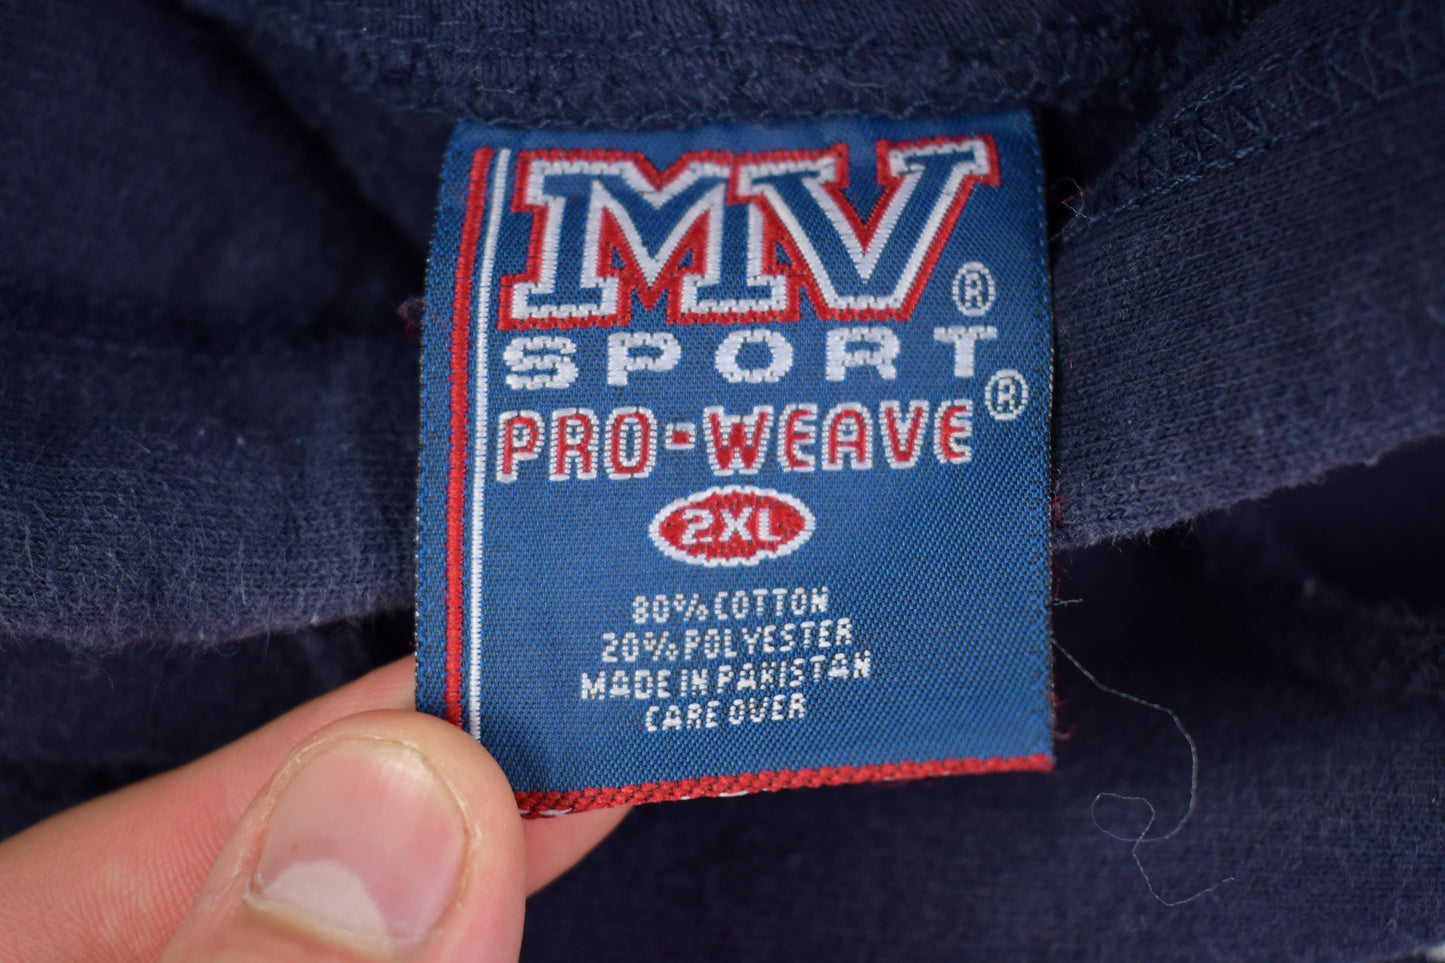 MV®
SPORT
PRO-WEAVE®
2XL
80% COTTON
20% POLYESTER
MADE IN PAKISTAN
CARE OVER